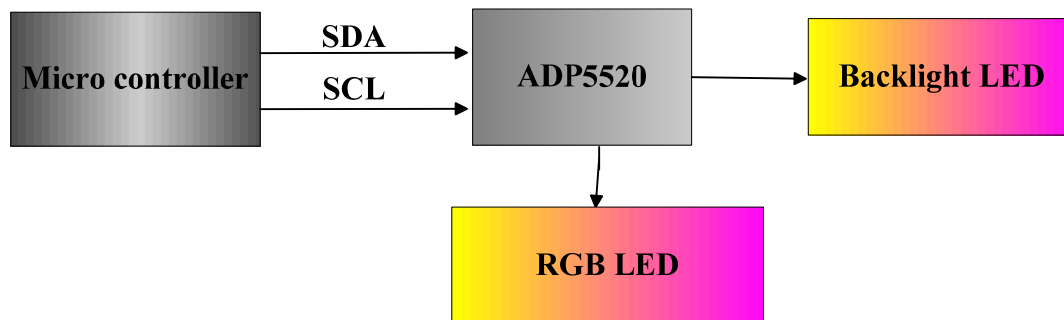 SDA
Micro controller
SCL
ADP5520
Backlight LED
RGB LED